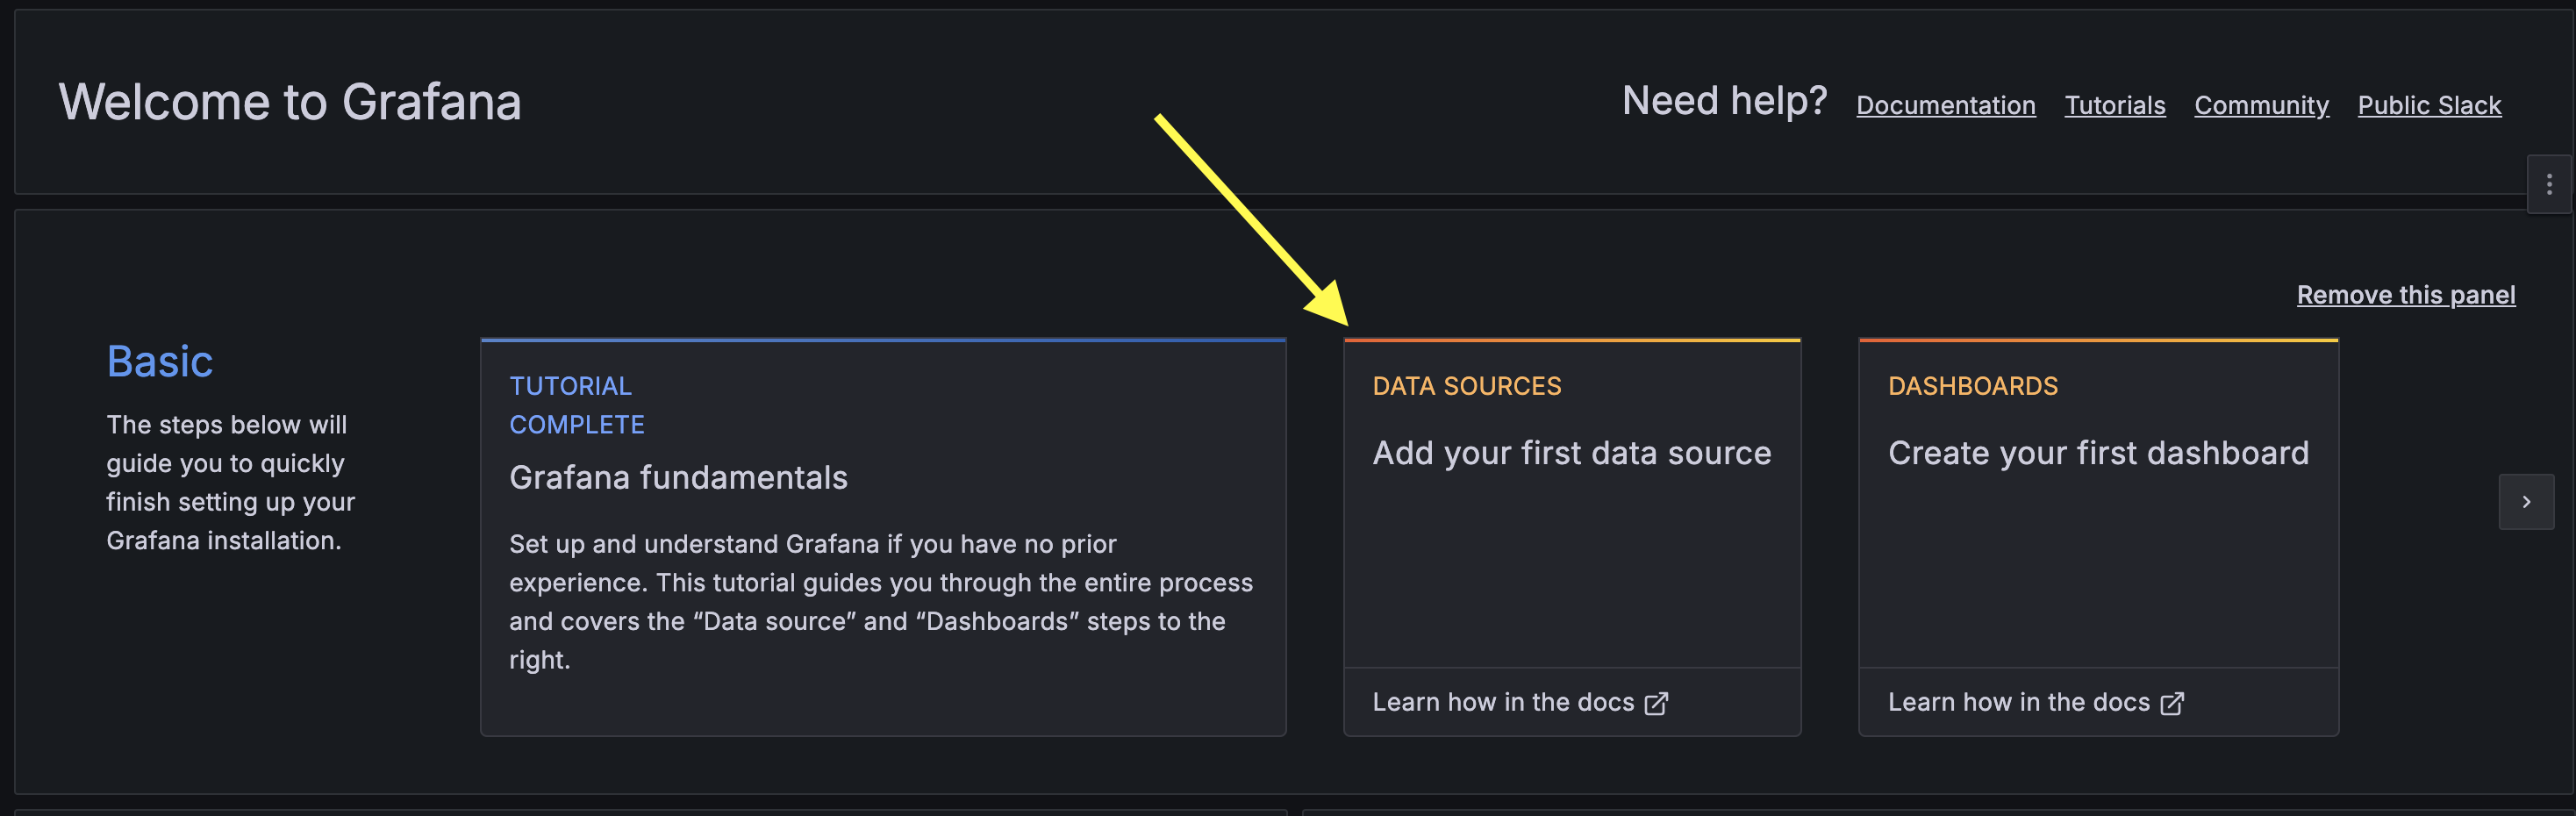 Welcome to Grafana
Need help? Documentation Tutorials Community Public Slack
Remove this panel
Basic
The steps below will
guide you to quickly
finish setting up your
Grafana installation.
TUTORIAL
COMPLETE
Grafana fundamentals
Set up and understand Grafana if you have no prior
experience. This tutorial guides you through the entire process
and covers the “Data source” and “Dashboards” steps to the
right.
DATA SOURCES
Add your first data source
Learn how in the docs
DASHBOARDS
Create your first dashboard
Learn how in the docs